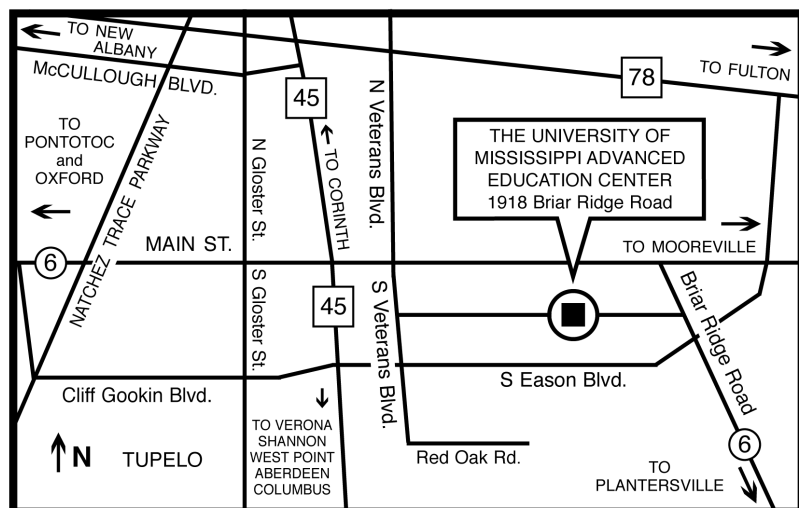 TO NEW
ALBANY
McCULLOUGH BLVD.
45
78
TO FULTON
TO
PONTOTOC
and
OXFORD
NATCHEZ TRACE PARKWAY
N Gloster St.
TO CORINTH
N Veterans Blvd.
THE UNIVERSITY OF
MISSISSIPPI ADVANCED
EDUCATION CENTER
1918 Briar Ridge Road
MAIN ST.
TO MOOREVILLE
6
S Gloster St.
45
S Veterans Blvd.
Briar Ridge Road
Cliff Gookin Blvd.
S Eason Blvd.
N
TUPELO
TO VERONA
SHANNON
WEST POINT
ABERDEEN
COLUMBUS
Red Oak Rd.
6
TO
PLANTERSVILLE